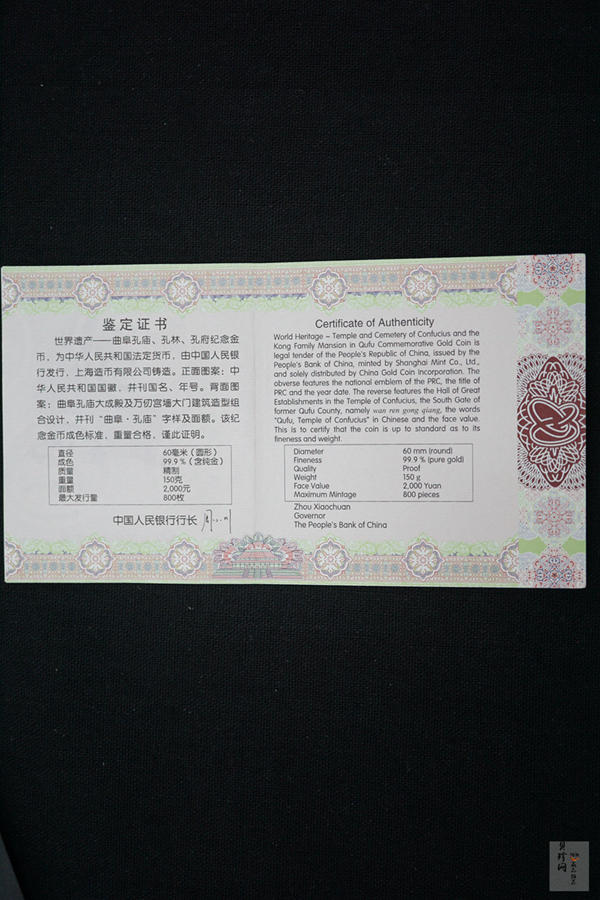 鉴定证书
世界遗产——曲阜孔庙、孔林、孔府纪念金
币，为中华人民共和国法定货币，由中国人民银
行发行，上海造币有限公司铸造。正面图案：中
华人民共和国国徽，并刊国名、年号。背面图
案：曲阜孔庙大成殿及万仞宫墙大门建筑造型组
合设计，并刊“曲阜·孔庙”字样及面额。该纪
念金币成色标准，重量合格，谨此证明。
直径 60毫米（圆形）
成色 99.9％（含纯金）
质量 精制
重量 150克
面额 2,000元
最大发行量 800枚
中国人民银行行长
Certificate of Authenticity
World Heritage – Temple and Cemetery of Confucius and the
Kong Family Mansion in Qufu Commemorative Gold Coin is
legal tender of the People's Republic of China, issued by the
People's Bank of China, minted by Shanghai Mint Co., Ltd.,
and solely distributed by China Gold Coin Incorporation. The
obverse features the national emblem of the PRC, the title of
PRC and the year date. The reverse features the Hall of Great
Establishments in the Temple of Confucius, the South Gate of
former Qufu County, namely wan ren gong qiang, the words
"Qufu, Temple of Confucius" in Chinese and the face value.
This is to certify that the coin is up to standard as to its
fineness and weight.
Diameter 60 mm (round)
Fineness 99.9 % (pure gold)
Quality Proof
Weight 150 g
Face Value 2,000 Yuan
Maximum Mintage 800 pieces
Zhou Xiaochuan
Governor
The People's Bank of China